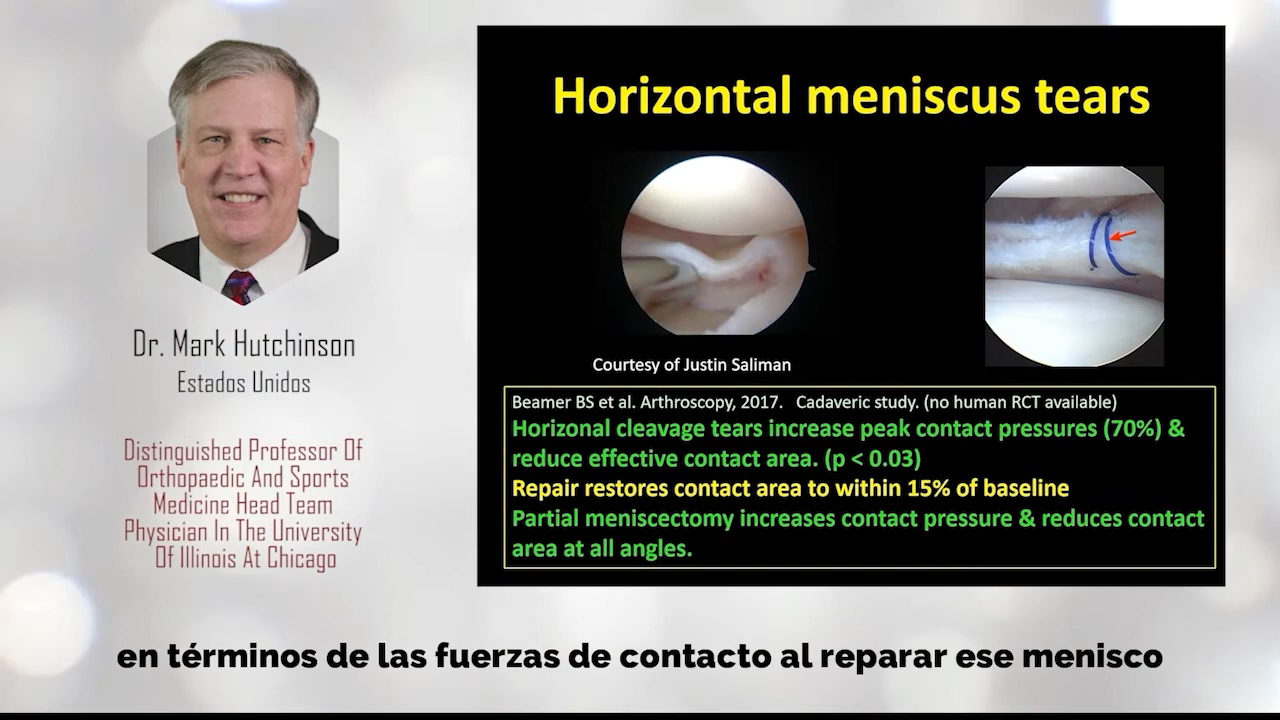 Dr. Mark Hutchinson
Estados Unidos
Distinguished Professor Of
Orthopaedic And Sports
Medicine Head Team
Physician In The University
Of Illinois At Chicago
Horizontal meniscus tears
Courtesy of Justin Saliman
Beamer BS et al. Arthroscopy, 2017. Cadaveric study. (no human RCT available)
Horizonal cleavage tears increase peak contact pressures (70%) &
reduce effective contact area. (p < 0.03)
Repair restores contact area to within 15% of baseline
Partial meniscectomy increases contact pressure & reduces contact
area at all angles.
en términos de las fuerzas de contacto al reparar ese menisco